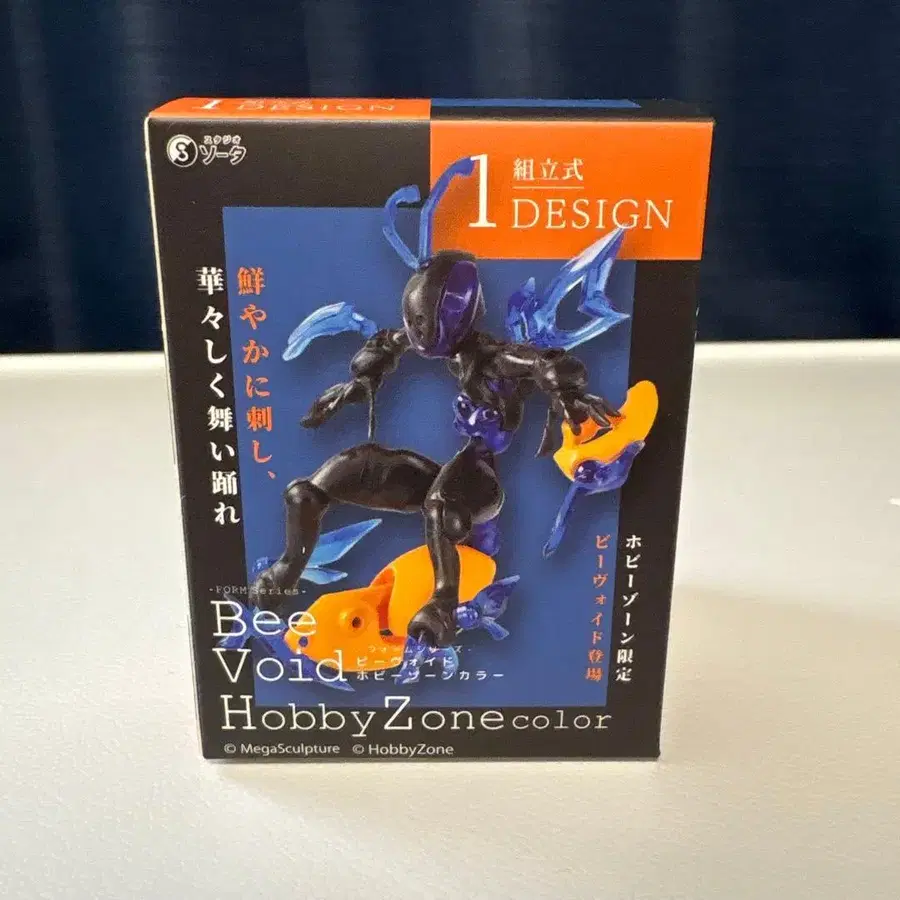 1 DESIGN
スタジオ
ソータ
1
組立式
DESIGN
鮮やかに刺し、
華々しく舞い踊れ
ホビーゾーン限定
ビーヴォイド登場
-FORM Series-
Bee
Void
フォルムシリーズ-
ビーヴォイド
ホビーゾーンカラー
HobbyZone color
© MegaSculpture © HobbyZone